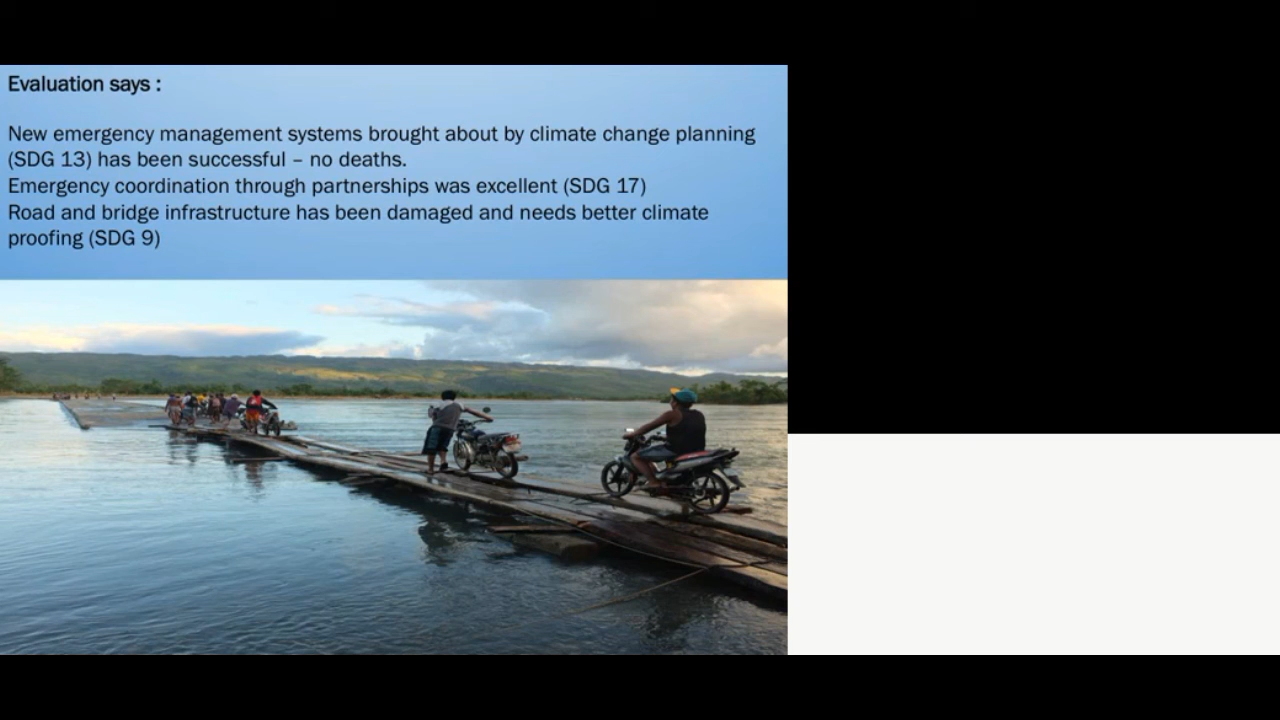 Evaluation says :
New emergency management systems brought about by climate change planning
(SDG 13) has been successful – no deaths.
Emergency coordination through partnerships was excellent (SDG 17)
Road and bridge infrastructure has been damaged and needs better climate
proofing (SDG 9)